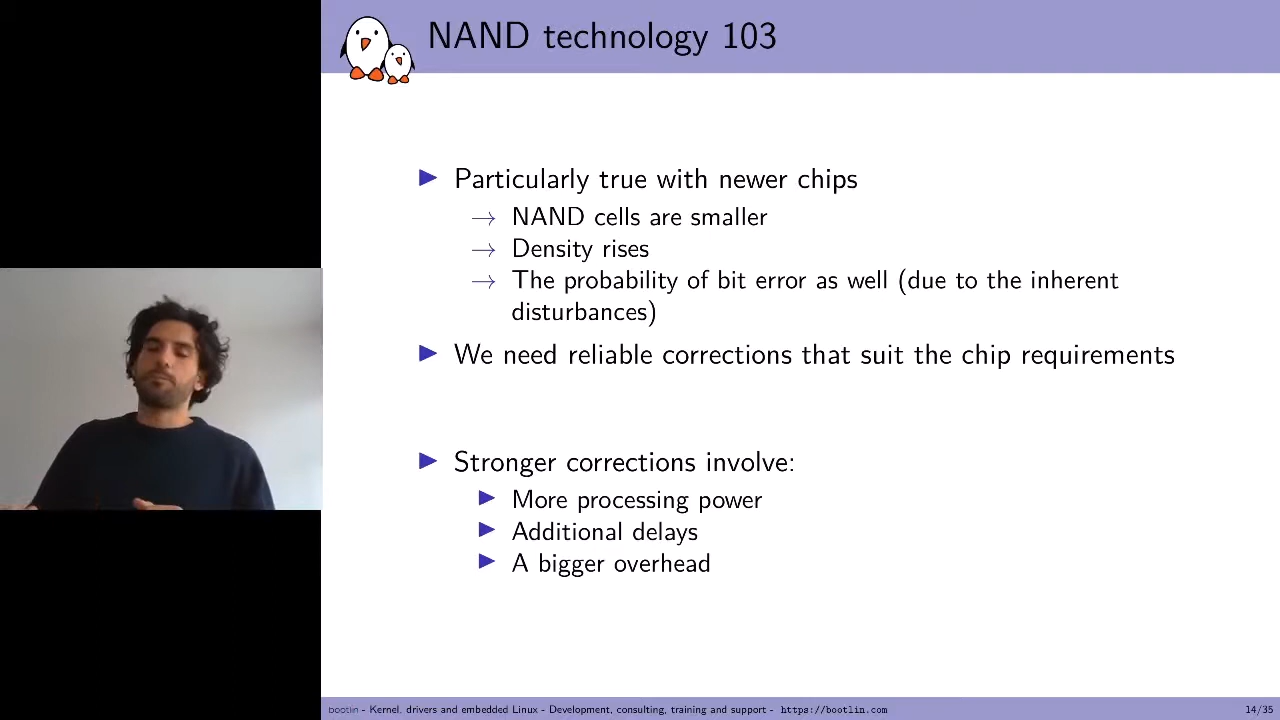 NAND technology 103
▶ Particularly true with newer chips
→ NAND cells are smaller
→ Density rises
→ The probability of bit error as well (due to the inherent
disturbances)
▶ We need reliable corrections that suit the chip requirements
▶ Stronger corrections involve:
▶ More processing power
▶ Additional delays
▶ A bigger overhead
bootlin - Kernel, drivers and embedded Linux - Development, consulting, training and support - https://bootlin.com
14/35